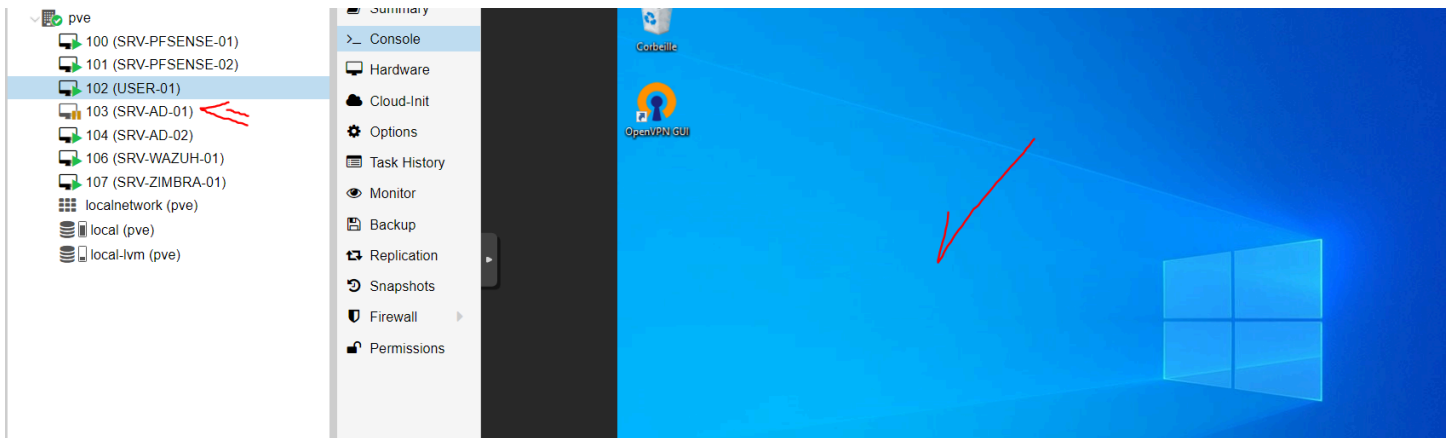 pve
100 (SRV-PFSENSE-01)
101 (SRV-PFSENSE-02)
102 (USER-01)
103 (SRV-AD-01)
104 (SRV-AD-02)
106 (SRV-WAZUH-01)
107 (SRV-ZIMBRA-01)
localnetwork (pve)
local (pve)
local-lvm (pve)
Summary
>_ Console
Hardware
Cloud-Init
Options
Task History
Monitor
Backup
Replication
Snapshots
Firewall
Permissions
Corbeille
OpenVPN GUI